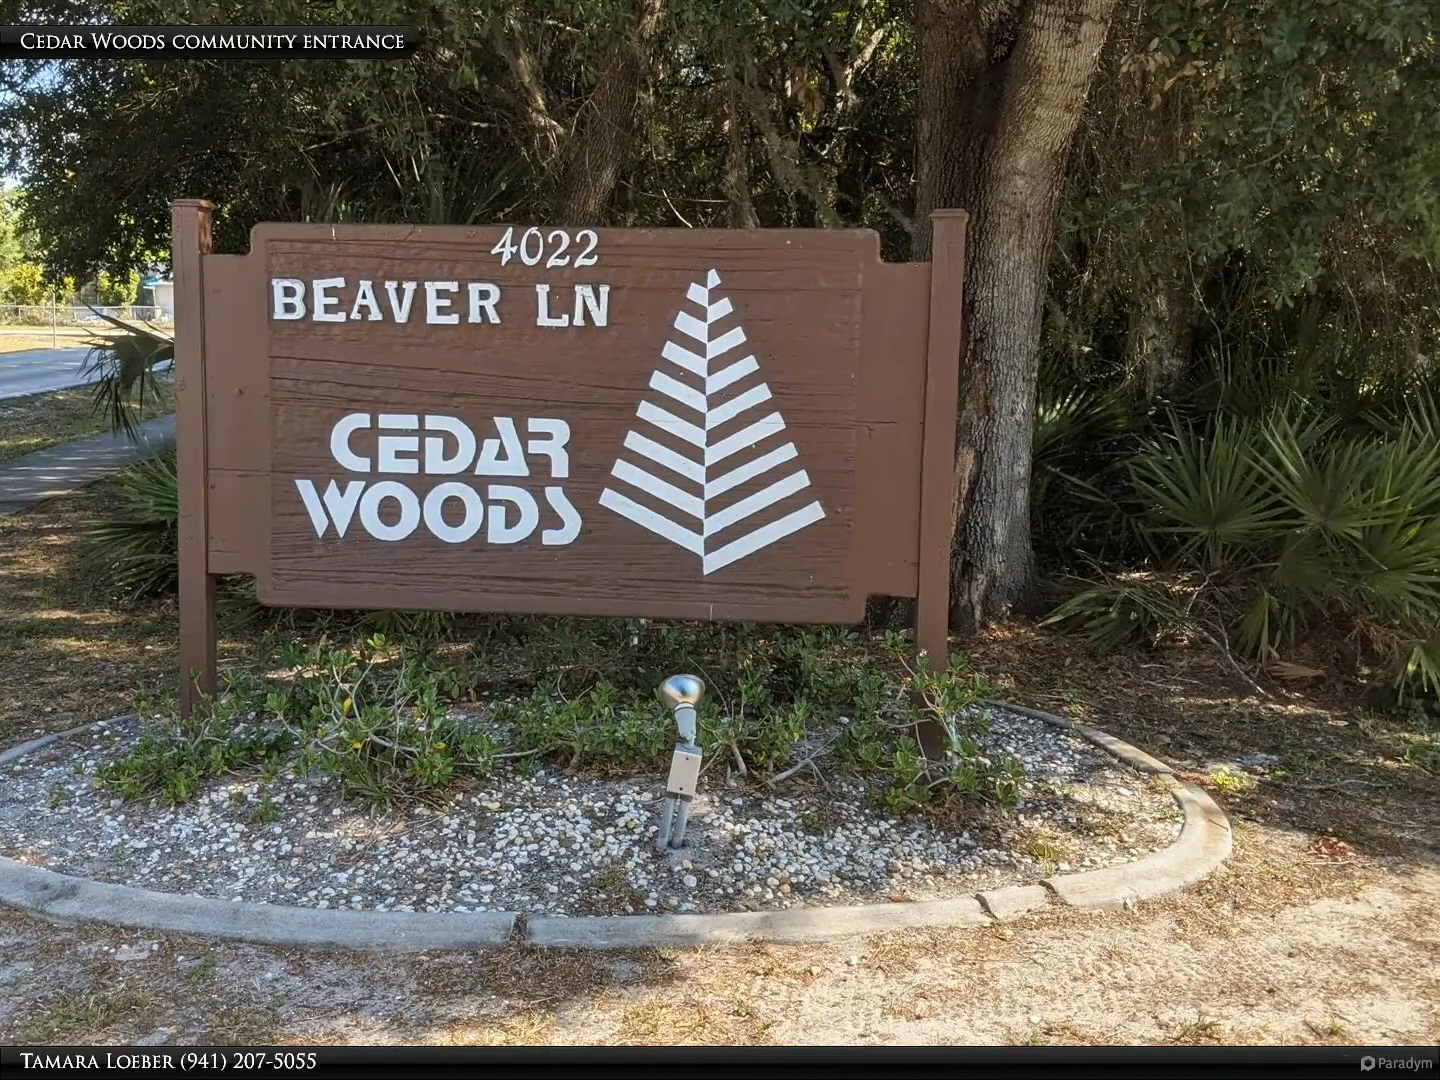 Cedar Woods community entrance
4022
BEAVER LN
CEDAR
WOODS
Tamara Loeber (941) 207-5055
Paradym